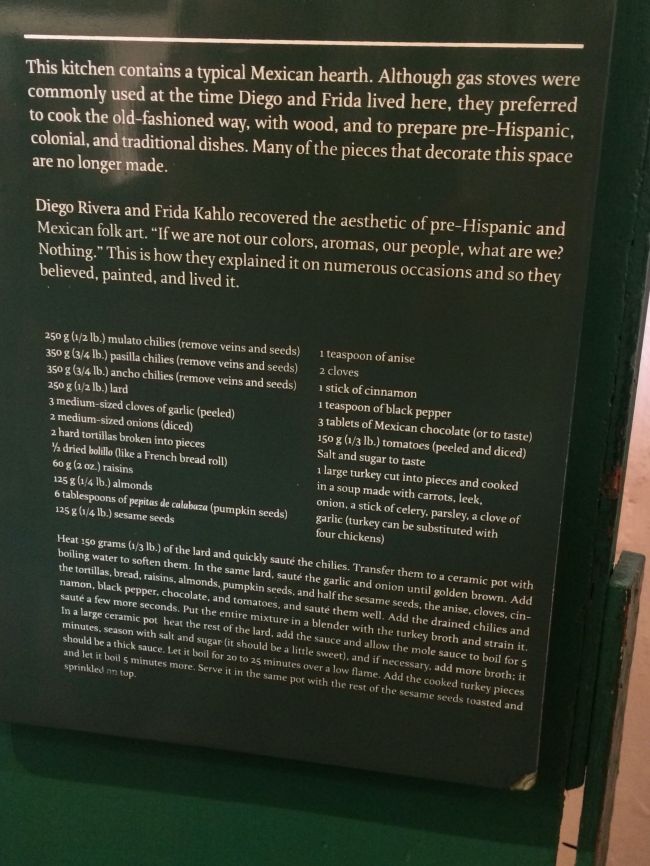 This kitchen contains a typical Mexican hearth. Although gas stoves were
commonly used at the time Diego and Frida lived here, they preferred
to cook the old-fashioned way, with wood, and to prepare pre-Hispanic,
colonial, and traditional dishes. Many of the pieces that decorate this space
are no longer made.
Diego Rivera and Frida Kahlo recovered the aesthetic of pre-Hispanic and
Mexican folk art. “If we are not our colors, aromas, our people, what are we?
Nothing.” This is how they explained it on numerous occasions and so they
believed, painted, and lived it.
250 g (1/2 lb.) mulato chilies (remove veins and seeds)
350 g (3/4 lb.) pasilla chilies (remove veins and seeds)
350 g (3/4 lb.) ancho chilies (remove veins and seeds)
250 g (1/2 lb.) lard
3 medium-sized cloves of garlic (peeled)
2 medium-sized onions (diced)
2 hard tortillas broken into pieces
½ dried bolillo (like a French bread roll)
60 g (2 oz.) raisins
125 g (1/4 lb.) almonds
6 tablespoons of pepitas de calabaza (pumpkin seeds)
125 g (1/4 lb.) sesame seeds
1 teaspoon of anise
2 cloves
1 stick of cinnamon
1 teaspoon of black pepper
3 tablets of Mexican chocolate (or to taste)
150 g (1/3 lb.) tomatoes (peeled and diced)
Salt and sugar to taste
1 large turkey cut into pieces and cooked
in a soup made with carrots, leek,
onion, a stick of celery, parsley, a clove of
garlic (turkey can be substituted with
four chickens)
Heat 150 grams (1/3 lb.) of the lard and quickly sauté the chilies. Transfer them to a ceramic pot with
boiling water to soften them. In the same lard, sauté the garlic and onion until golden brown. Add
the tortillas, bread, raisins, almonds, pumpkin seeds, and half the sesame seeds, the anise, cloves, cin-
namon, black pepper, chocolate, and tomatoes, and sauté them well. Add the drained chilies and
sauté a few more seconds. Put the entire mixture in a blender with the turkey broth and strain it.
In a large ceramic pot heat the rest of the lard, add the sauce and allow the mole sauce to boil for 5
minutes, season with salt and sugar (it should be a little sweet), and if necessary, add more broth; it
should be a thick sauce. Let it boil for 20 to 25 minutes over a low flame. Add the cooked turkey pieces
and let it boil 5 minutes more. Serve it in the same pot with the rest of the sesame seeds toasted and
sprinkled on top.